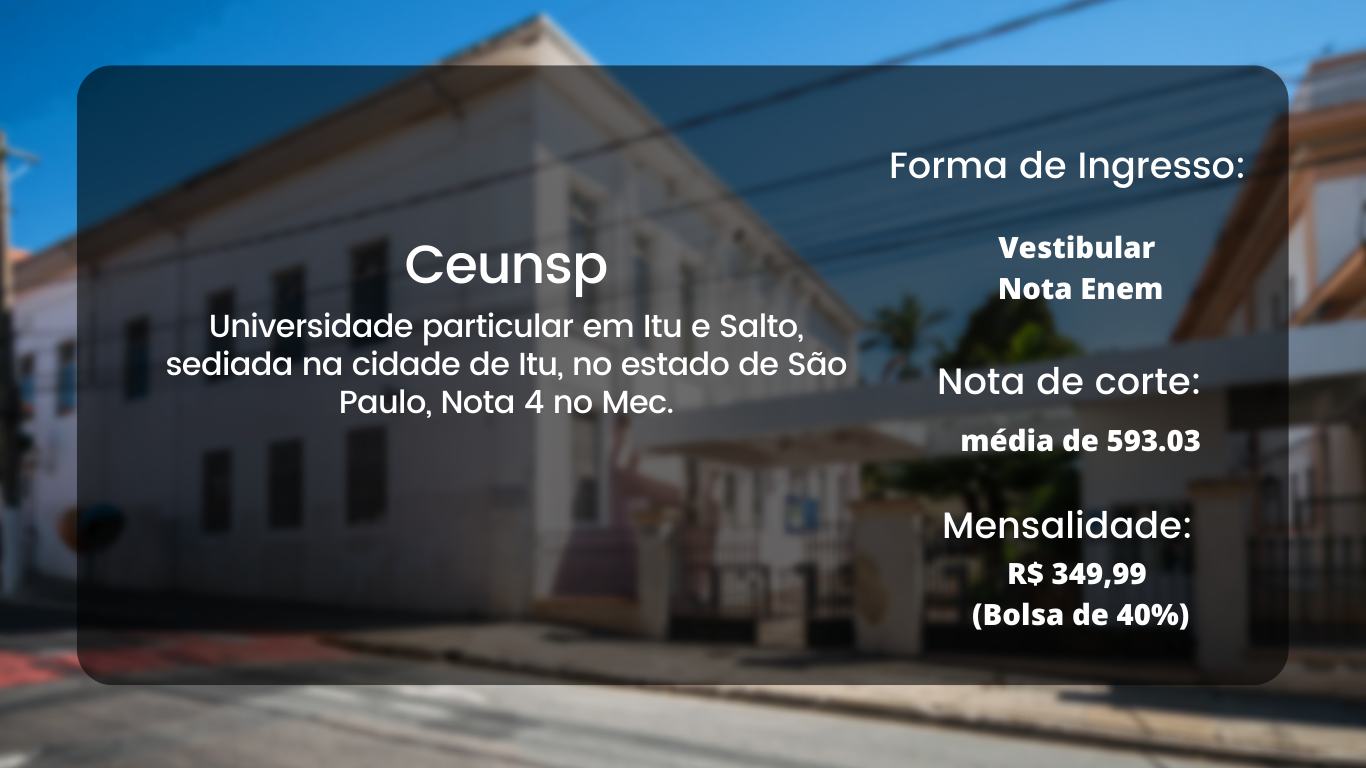 Ceunsp
Universidade particular em Itu e Salto,
sediada na cidade de Itu, no estado de São
Paulo, Nota 4 no Mec.
Forma de Ingresso:
Vestibular
Nota Enem
Nota de corte:
média de 593.03
Mensalidade:
R$ 349,99
(Bolsa de 40%)